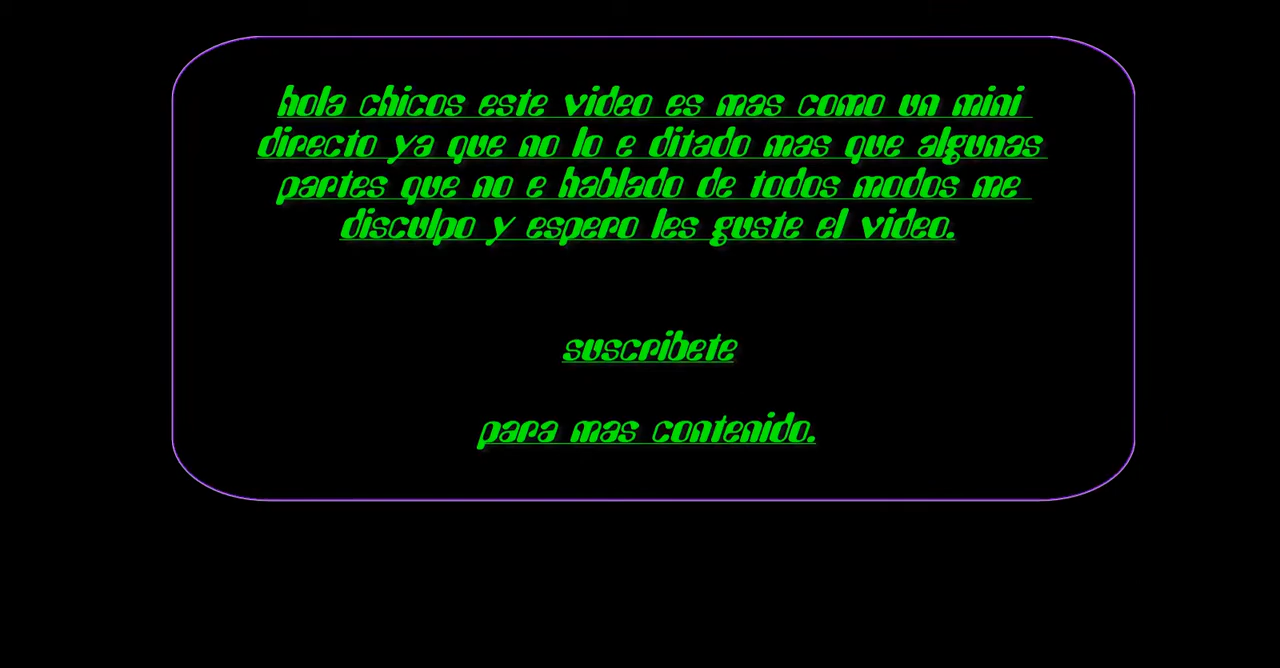 hola chicos este video es mas como un mini
directo ya que no lo e ditado mas que algunas
partes que no e hablado de todos modos me
disculpo y espero les guste el video.
suscribete
para mas contenido.